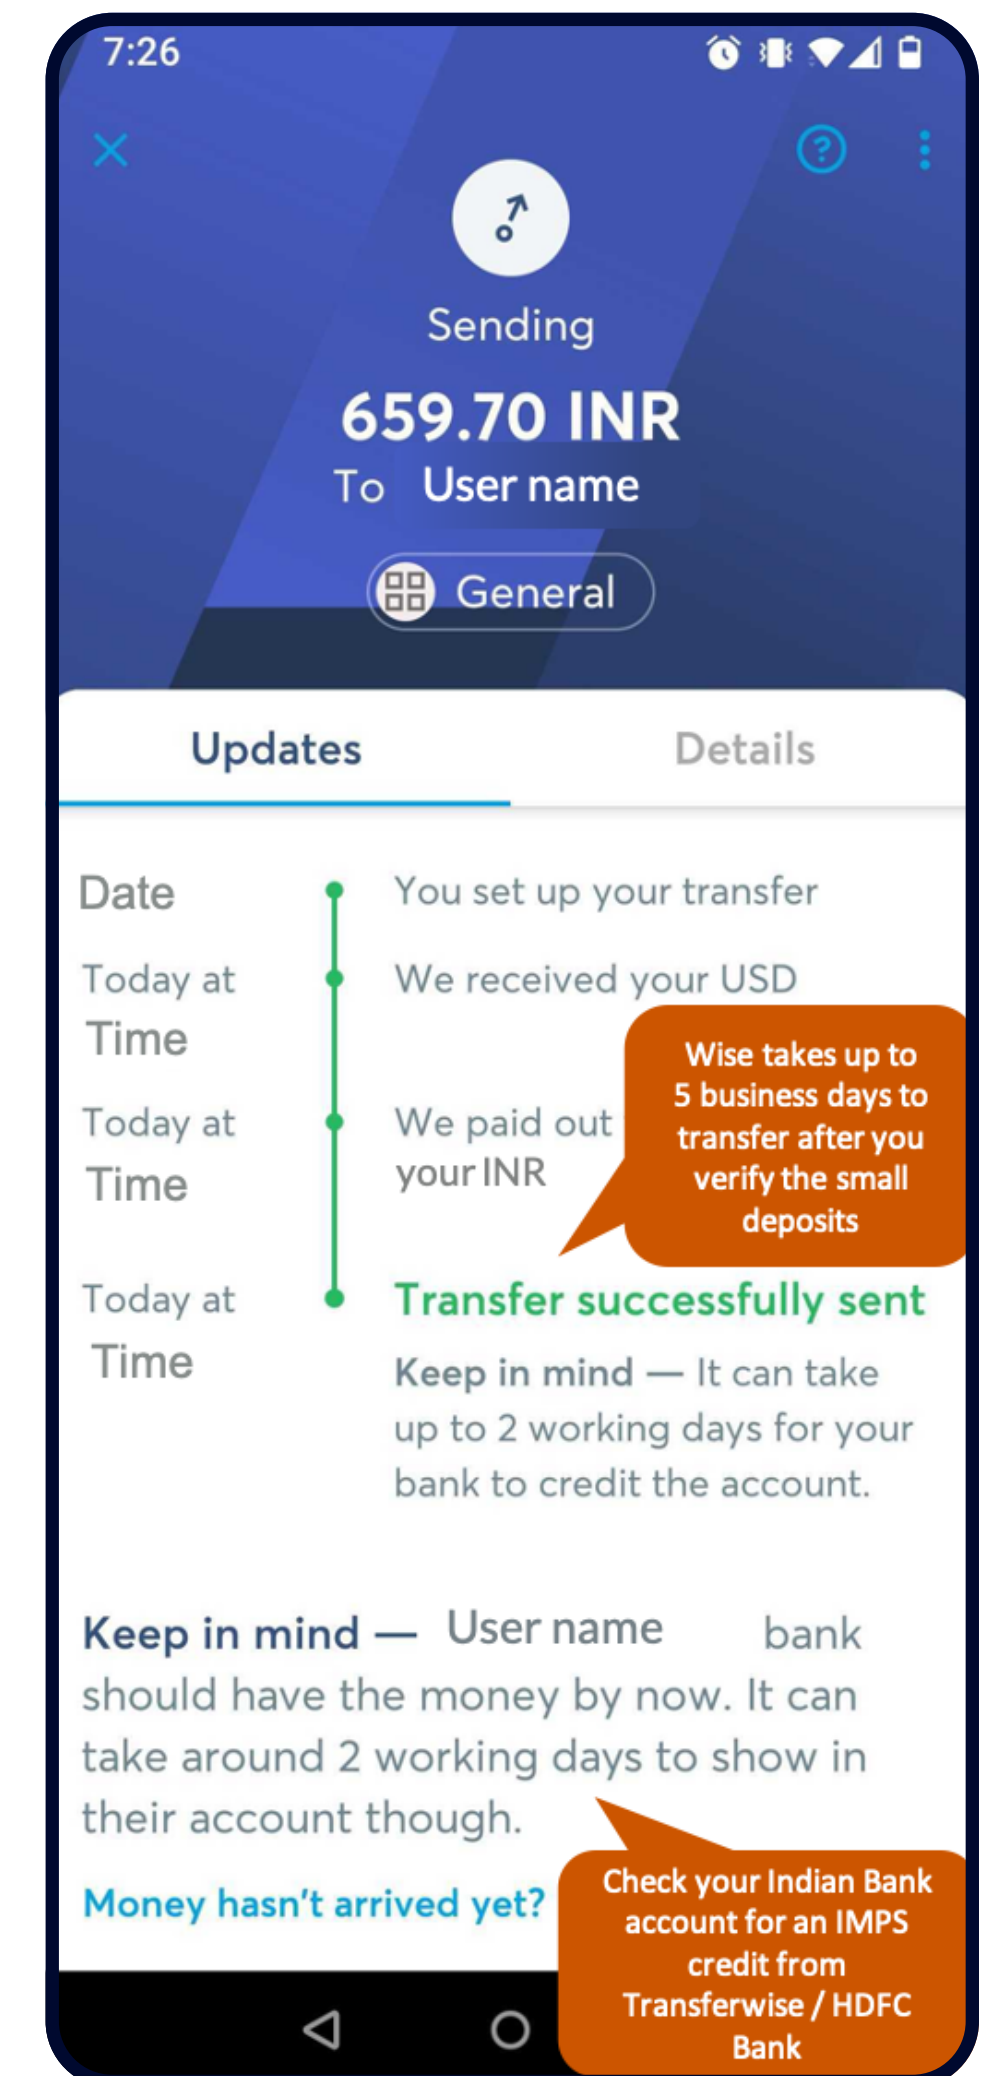 7:26
?
Sending
659.70 INR
To User name
General
Updates Details
Date You set up your transfer
Today at We received your USD
Time
Wise takes up to
5 business days to
transfer after you
verify the small
deposits
Today at We paid out
Time your INR
Today at Transfer successfully sent
Time
Keep in mind — It can take
up to 2 working days for your
bank to credit the account.
Keep in mind — User name bank
should have the money by now. It can
take around 2 working days to show in
their account though.
Money hasn't arrived yet?
Check your Indian Bank
account for an IMPS
credit from
Transferwise / HDFC
Bank